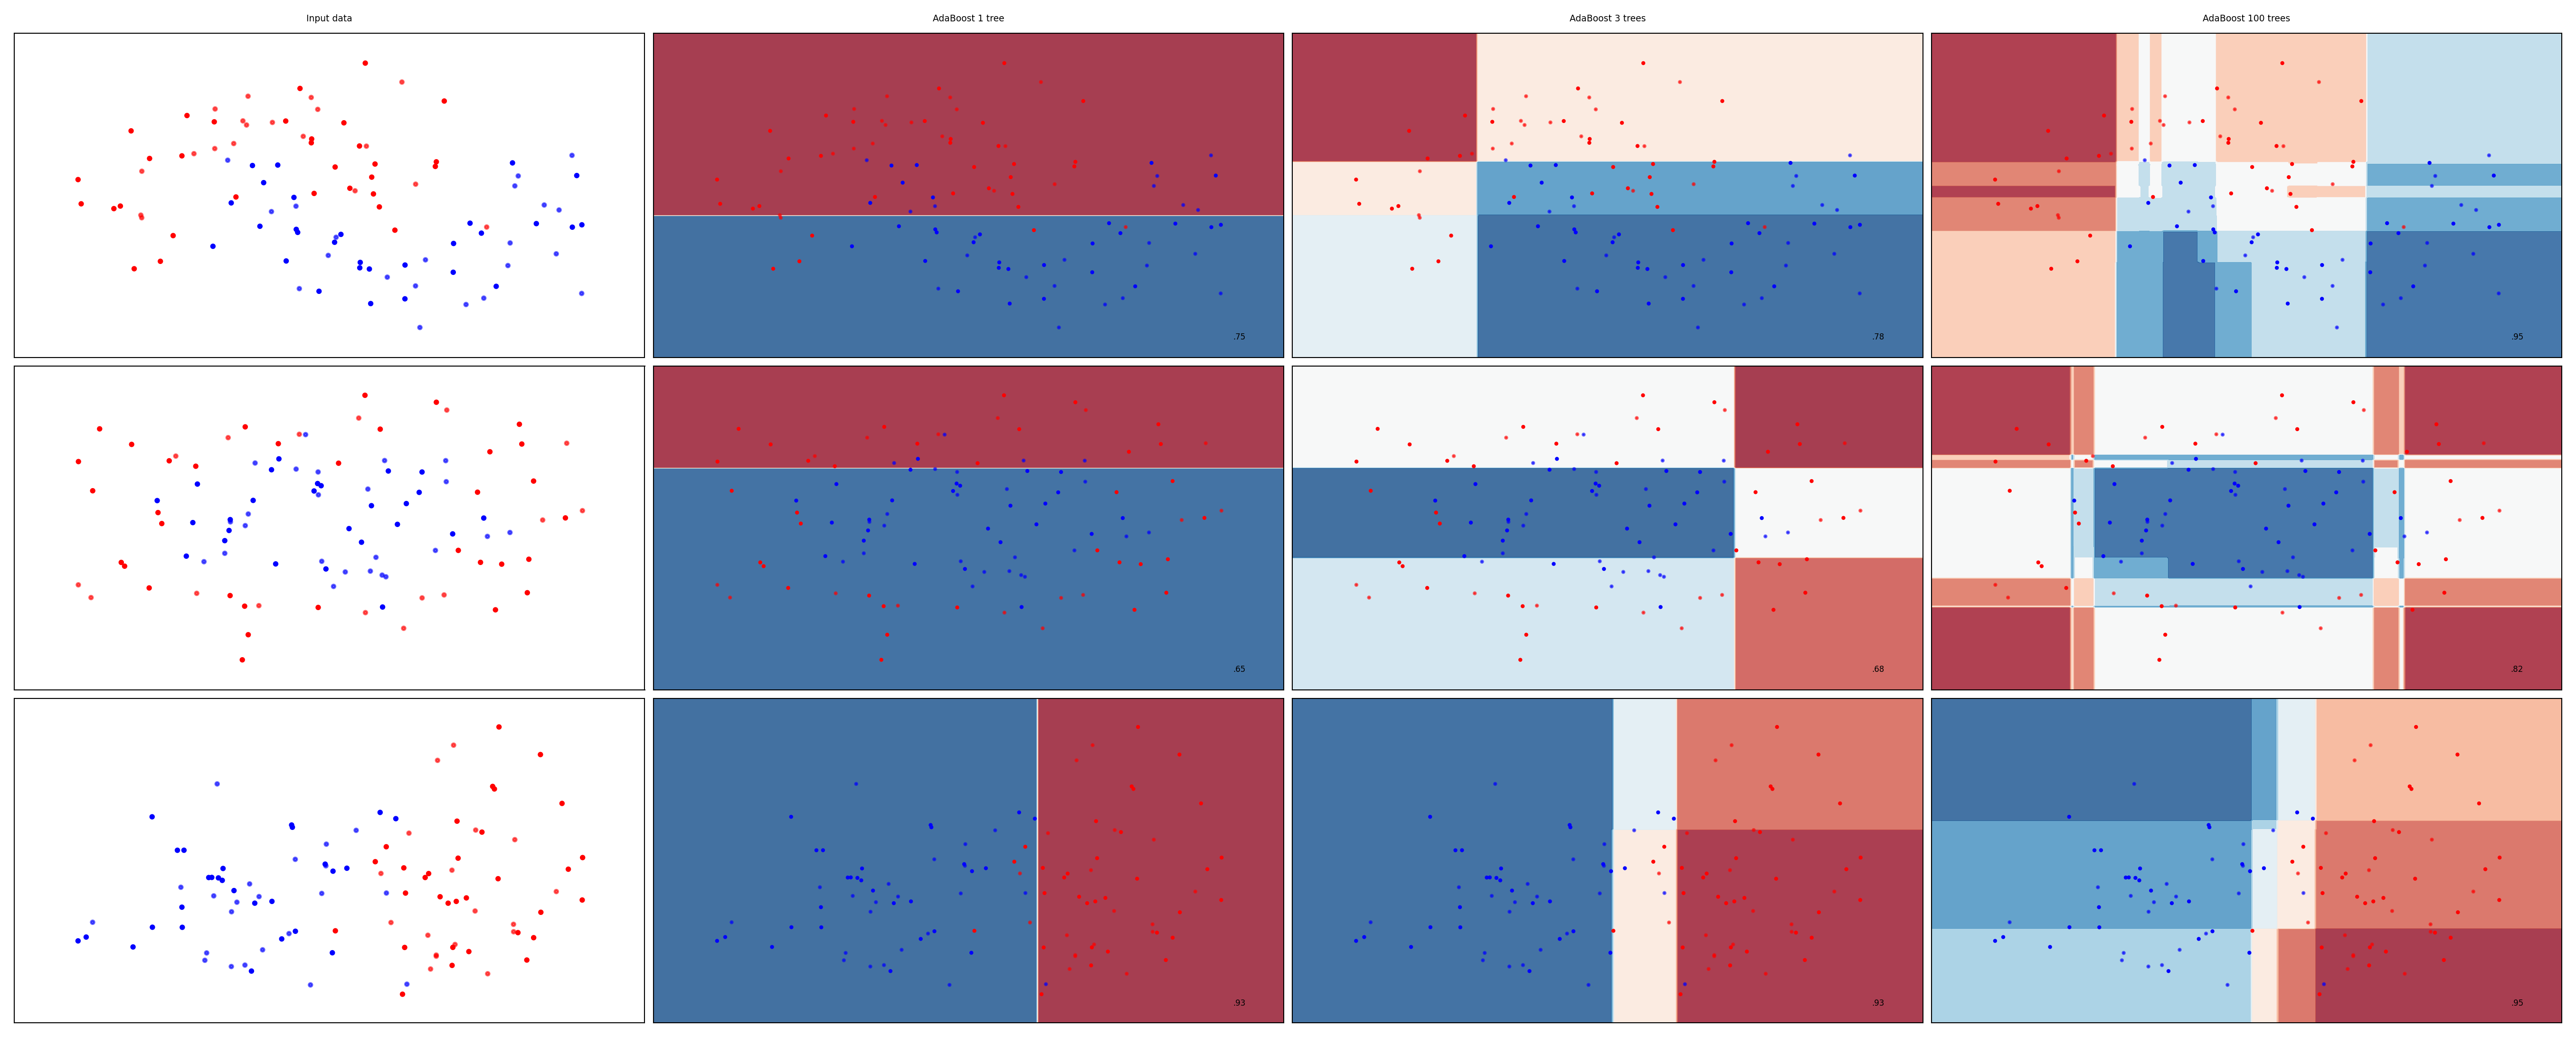 Input data
AdaBoost 1 tree
AdaBoost 3 trees
AdaBoost 100 trees
.75
.78
.95
.65
.68
.82
.93
.93
.95